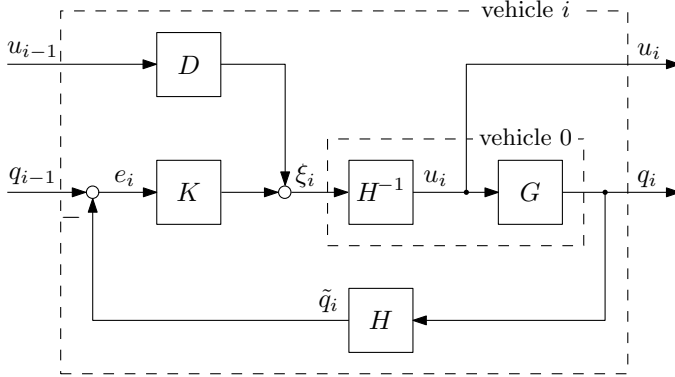 vehicle i
u_{i-1}
D
u_i
vehicle 0
q_{i-1}
e_i
K
ξ_i
H^{-1}
u_i
G
q_i
−
q̃_i
H